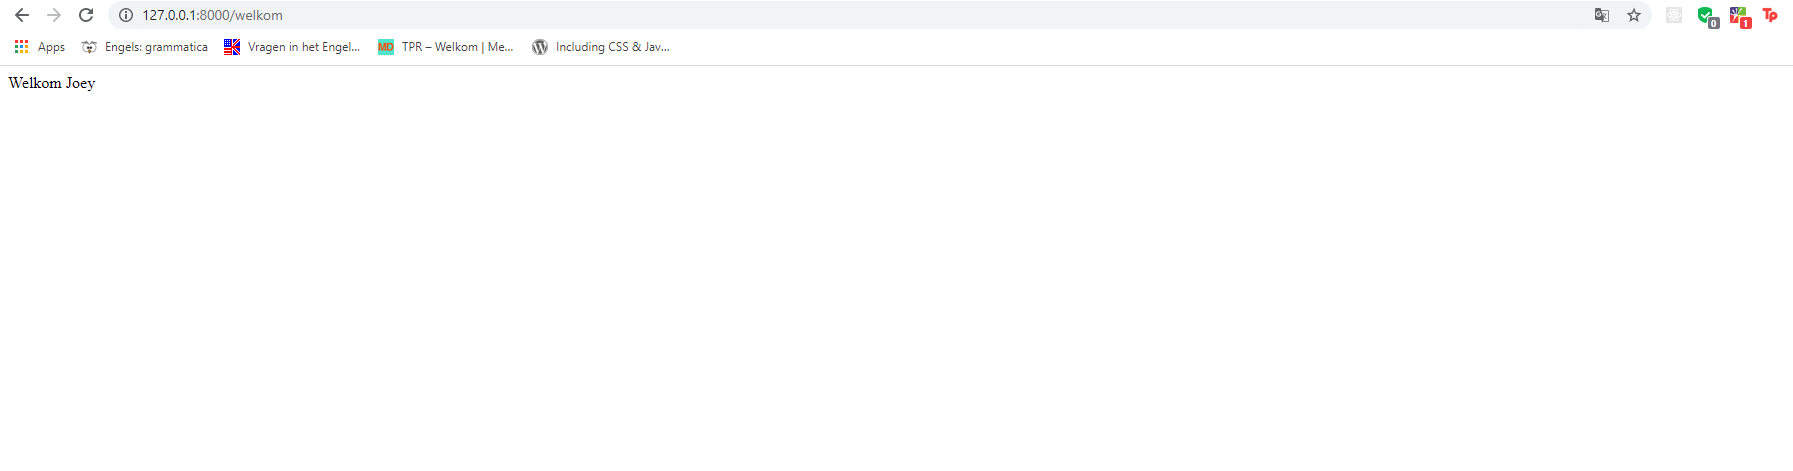 127.0.0.1:8000/welkom
0 1 Tp
Apps Engels: grammatica Vragen in het Engel... MD TPR – Welkom | Me... Including CSS & Jav...
Welkom Joey